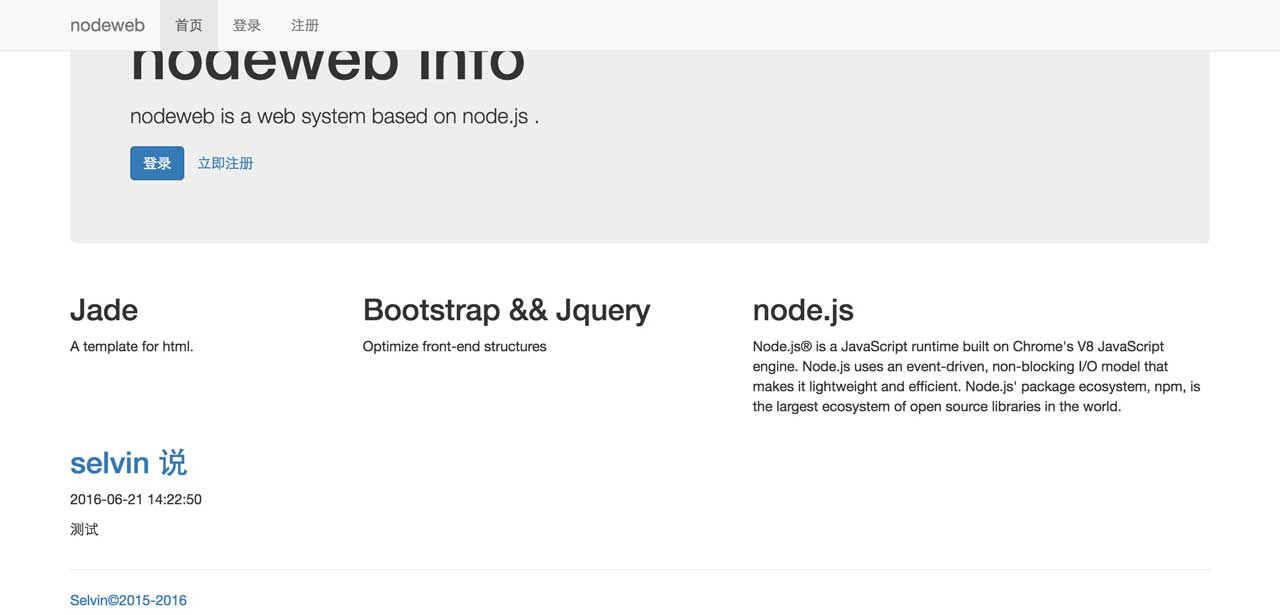 nodeweb 首页 登录 注册
nodeweb info
nodeweb is a web system based on node.js .
登录 立即注册
Jade
A template for html.
Bootstrap && Jquery
Optimize front-end structures
node.js
Node.js® is a JavaScript runtime built on Chrome's V8 JavaScript
engine. Node.js uses an event-driven, non-blocking I/O model that
makes it lightweight and efficient. Node.js' package ecosystem, npm, is
the largest ecosystem of open source libraries in the world.
selvin 说
2016-06-21 14:22:50
测试
Selvin©2015-2016